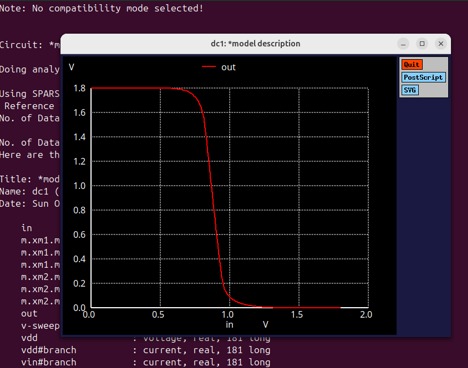 Note: No compatibility mode selected!
Circuit: *m
dc1: *model description
Doing analy
V
out
Quit
PostScript
SVG
Using SPARS
Reference
No. of Data
1.8
1.6
1.4
1.2
1.0
0.8
0.6
0.4
0.2
0.0
0.0 0.5 1.0 1.5 2.0
in V
No. of Data
Here are th
Title: *mod
Name: dc1 (
Date: Sun O
in
m.xm1.m
m.xm1.m
m.xm1.m
m.xm2.m
m.xm2.m
m.xm2.m
out
v-sweep
vdd : voltage, real, 181 long
vdd#branch : current, real, 181 long
vin#branch : current, real, 181 long